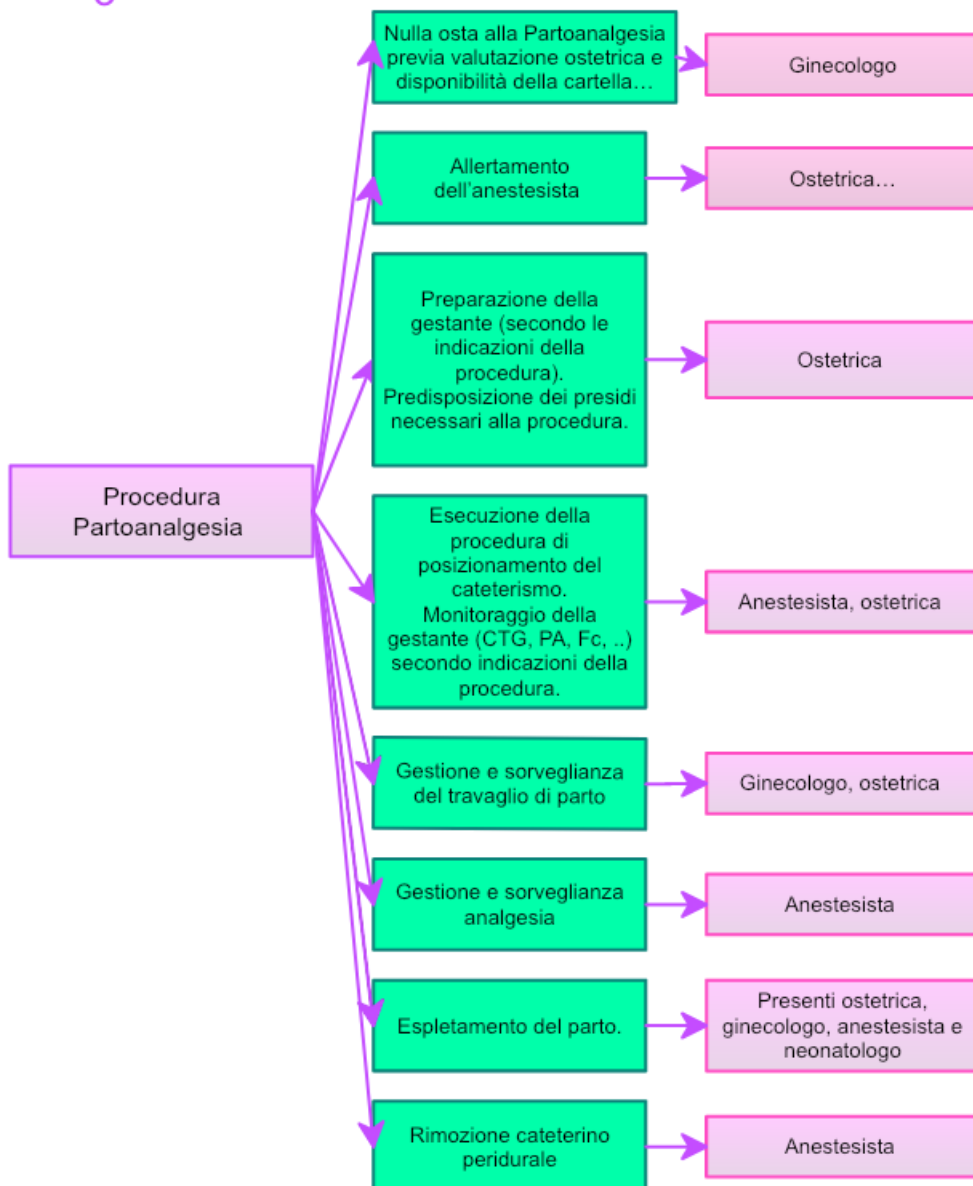 Nulla osta alla Partoanalgesia
previa valutazione ostetrica e
disponibilità della cartella…
Ginecologo
Allertamento
dell'anestesista
Ostetrica…
Preparazione della
gestante (secondo le
indicazioni della
procedura).
Predisposizione dei presidi
necessari alla procedura.
Ostetrica
Procedura
Partoanalgesia
Esecuzione della
procedura di
posizionamento del
cateterismo.
Monitoraggio della
gestante (CTG, PA, Fc, ..)
secondo indicazioni della
procedura.
Anestesista, ostetrica
Gestione e sorveglianza
del travaglio di parto
Ginecologo, ostetrica
Gestione e sorveglianza
analgesia
Anestesista
Espletamento del parto.
Presenti ostetrica,
ginecologo, anestesista e
neonatologo
Rimozione cateterino
peridurale
Anestesista